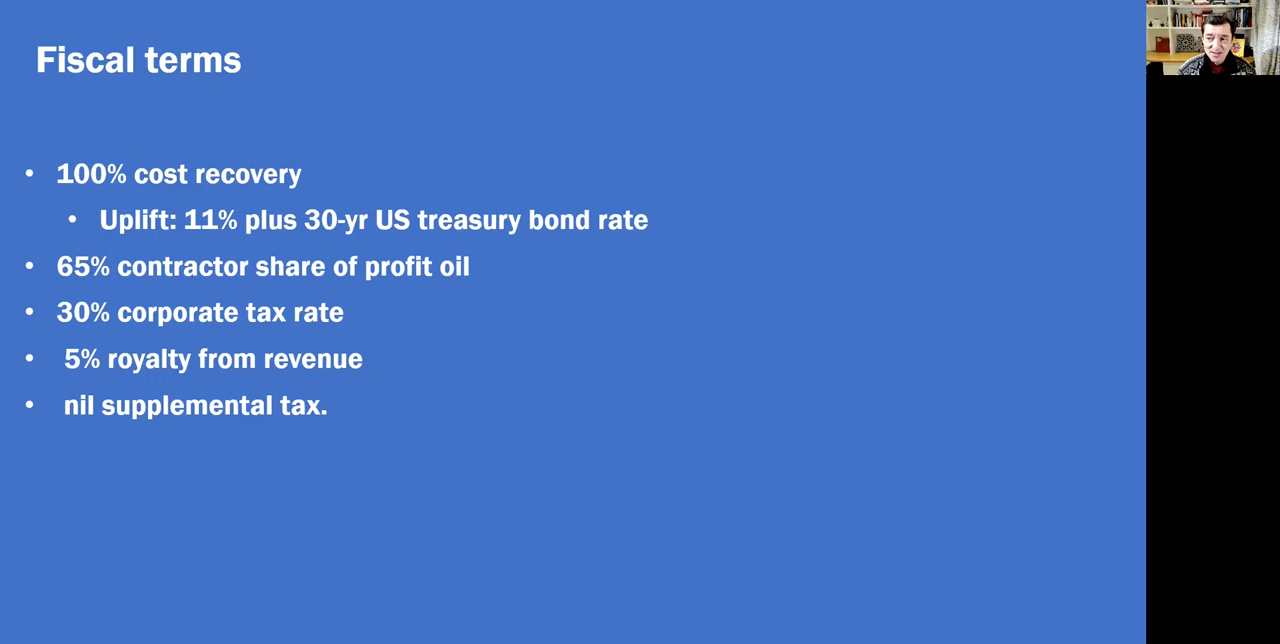 Fiscal terms
• 100% cost recovery
• Uplift: 11% plus 30-yr US treasury bond rate
• 65% contractor share of profit oil
• 30% corporate tax rate
• 5% royalty from revenue
• nil supplemental tax.